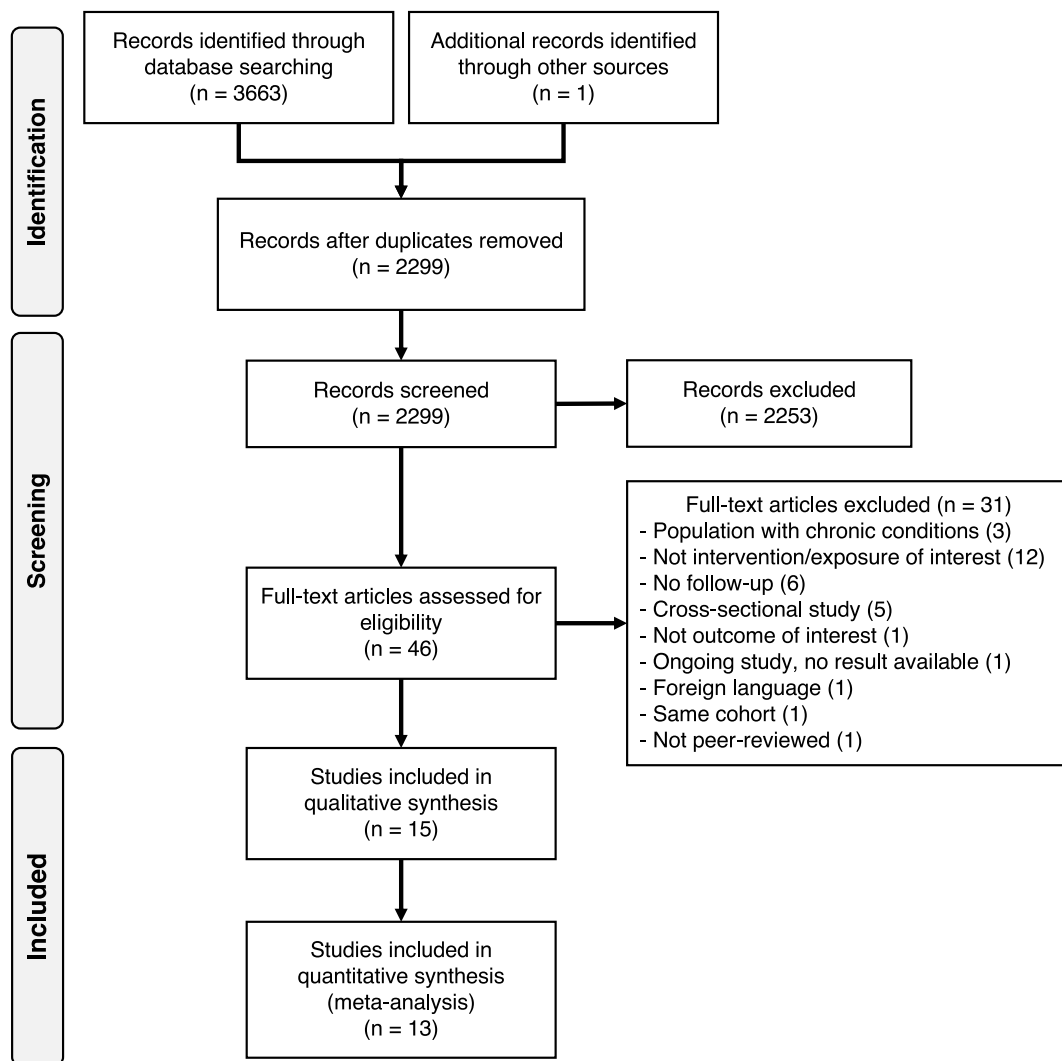 Identification
Records identified through
database searching
(n = 3663)
Additional records identified
through other sources
(n = 1)
Records after duplicates removed
(n = 2299)
Screening
Records screened
(n = 2299)
Records excluded
(n = 2253)
Full-text articles assessed for
eligibility
(n = 46)
Full-text articles excluded (n = 31)
- Population with chronic conditions (3)
- Not intervention/exposure of interest (12)
- No follow-up (6)
- Cross-sectional study (5)
- Not outcome of interest (1)
- Ongoing study, no result available (1)
- Foreign language (1)
- Same cohort (1)
- Not peer-reviewed (1)
Included
Studies included in
qualitative synthesis
(n = 15)
Studies included in
quantitative synthesis
(meta-analysis)
(n = 13)